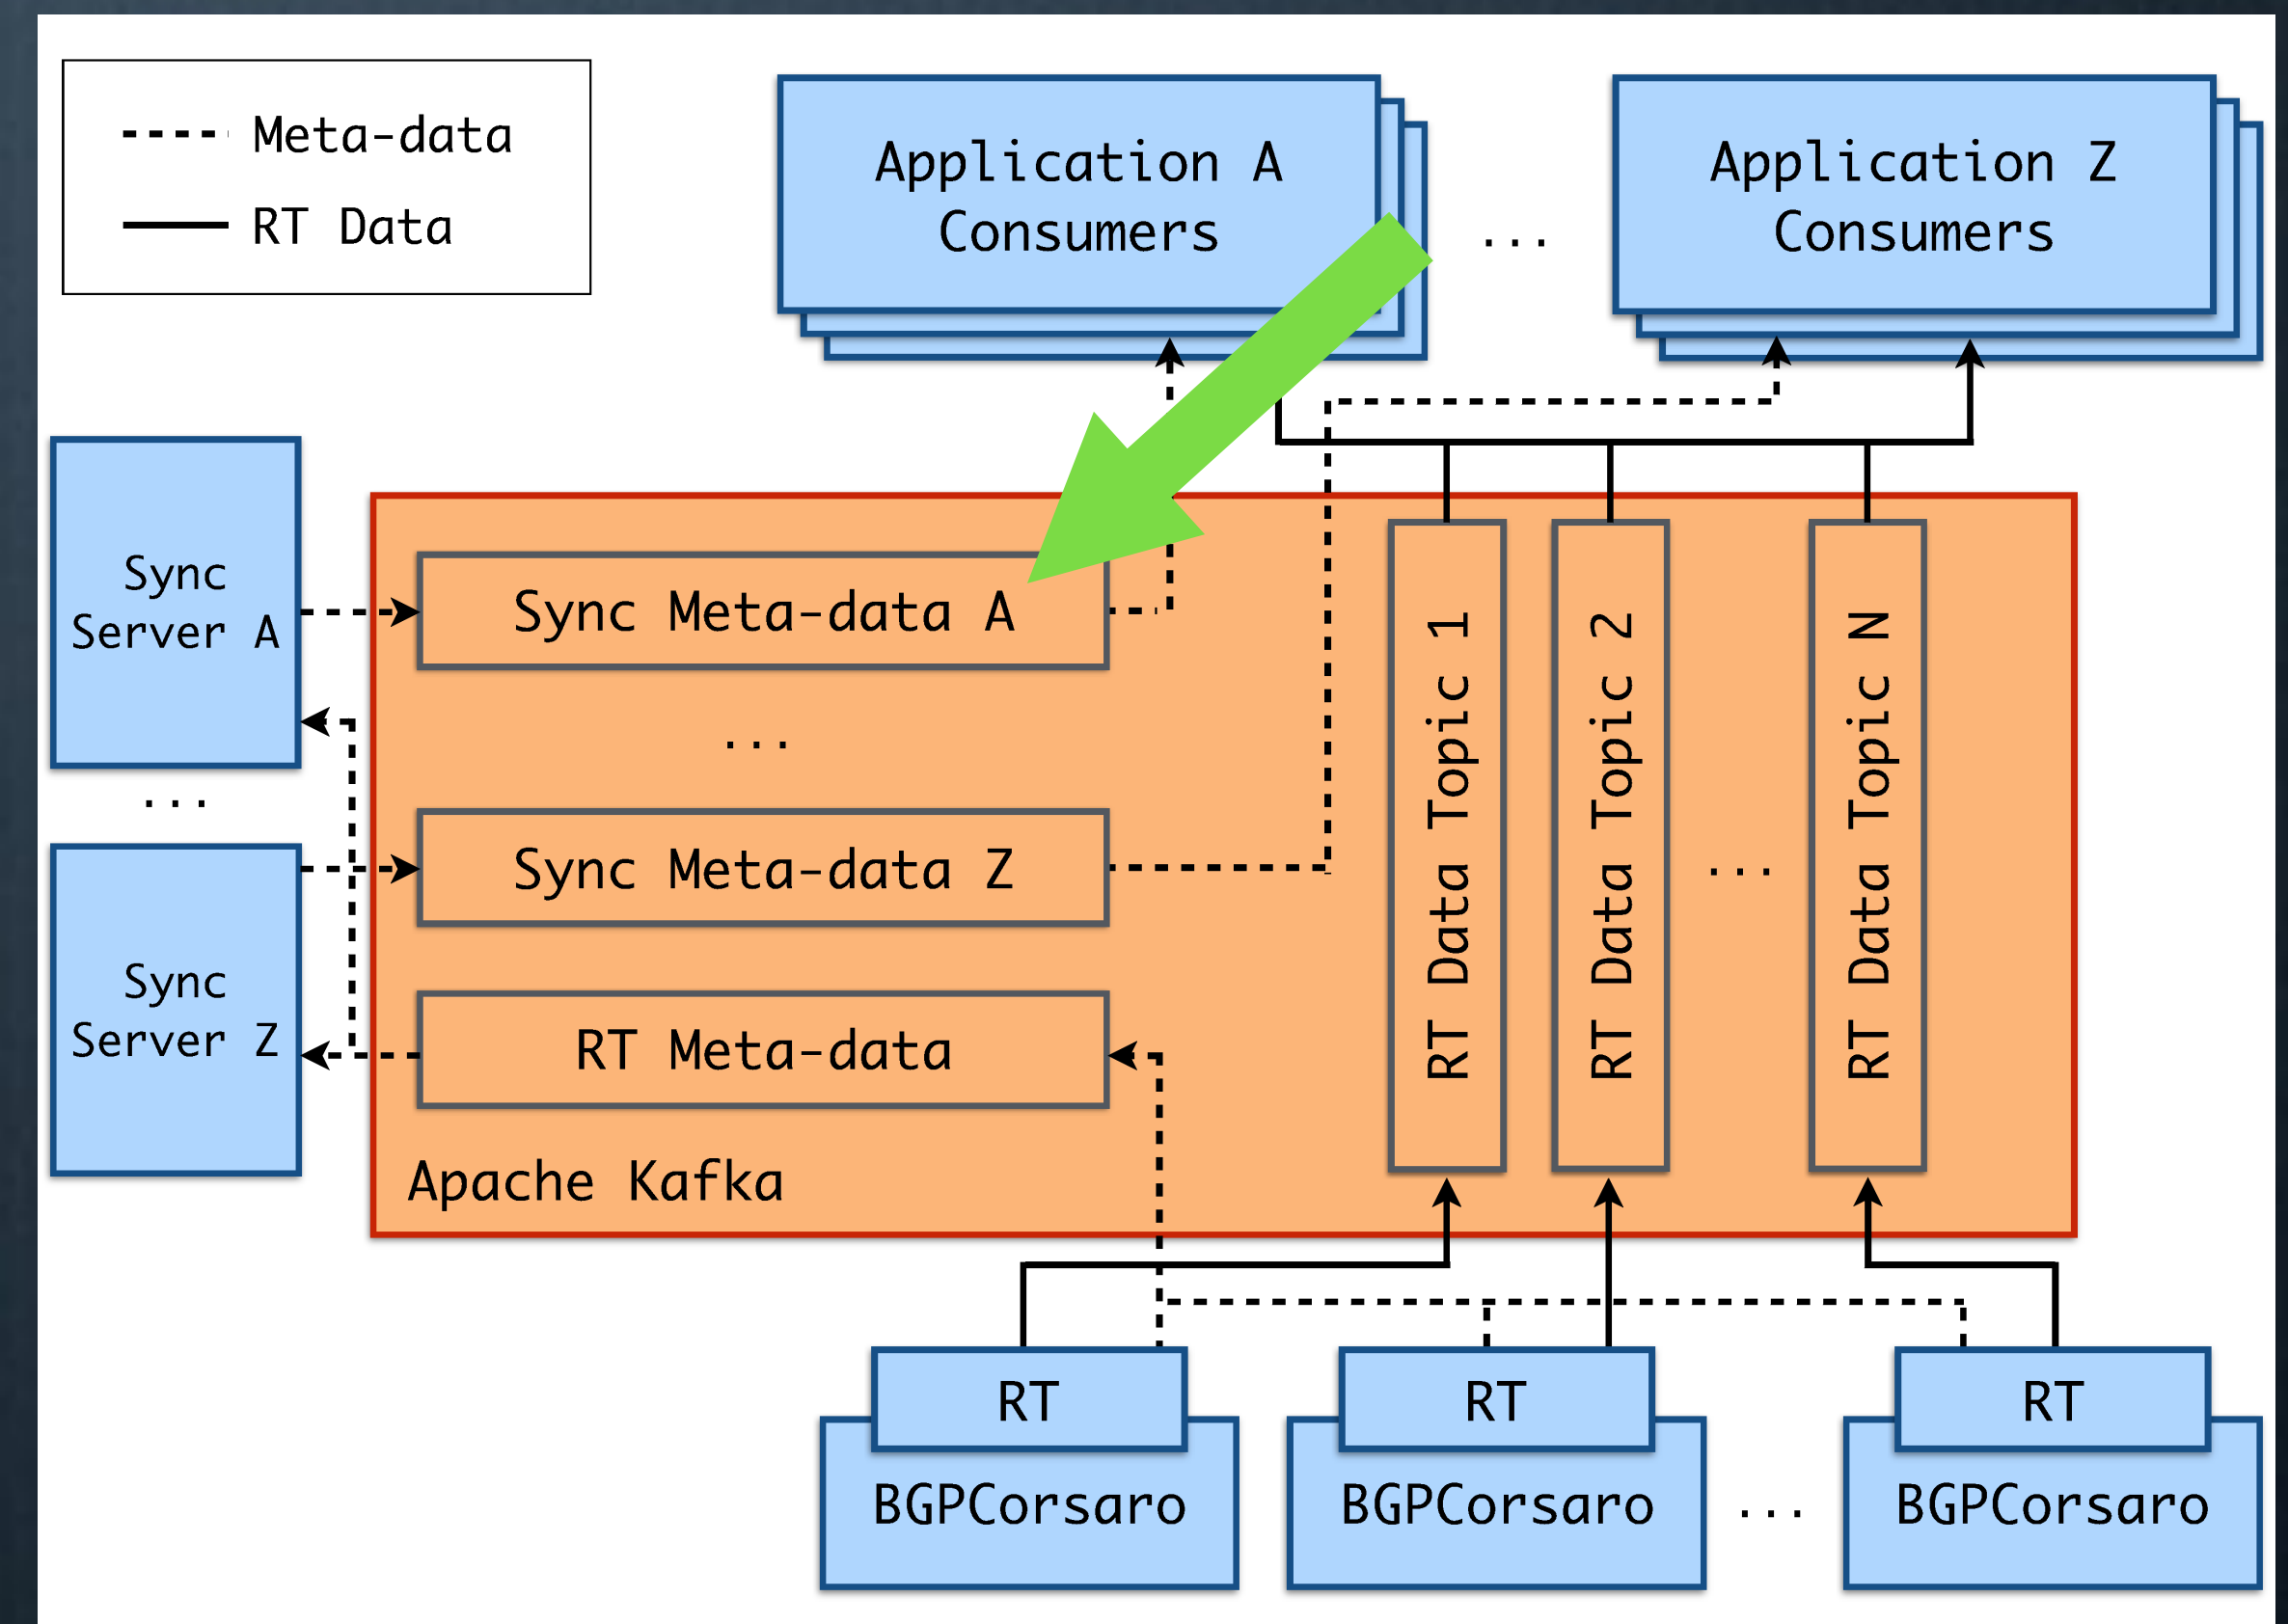 Meta-data
RT Data
Application A
Consumers
...
Application Z
Consumers
Sync
Server A
...
Sync
Server Z
Sync Meta-data A
...
Sync Meta-data Z
RT Meta-data
Apache Kafka
RT Data Topic 1
RT Data Topic 2
...
RT Data Topic N
RT
BGPCorsaro
RT
BGPCorsaro
...
RT
BGPCorsaro